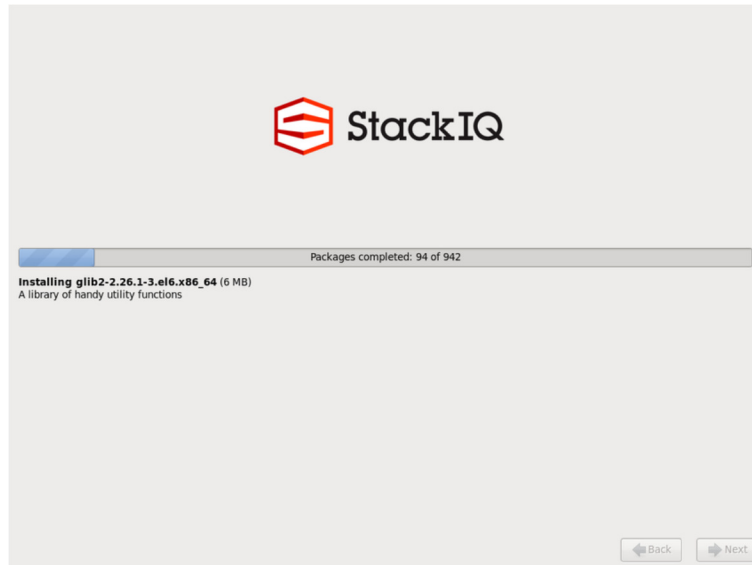 StackIQ
Packages completed: 94 of 942
Installing glib2-2.26.1-3.el6.x86_64 (6 MB)
A library of handy utility functions
Back
Next